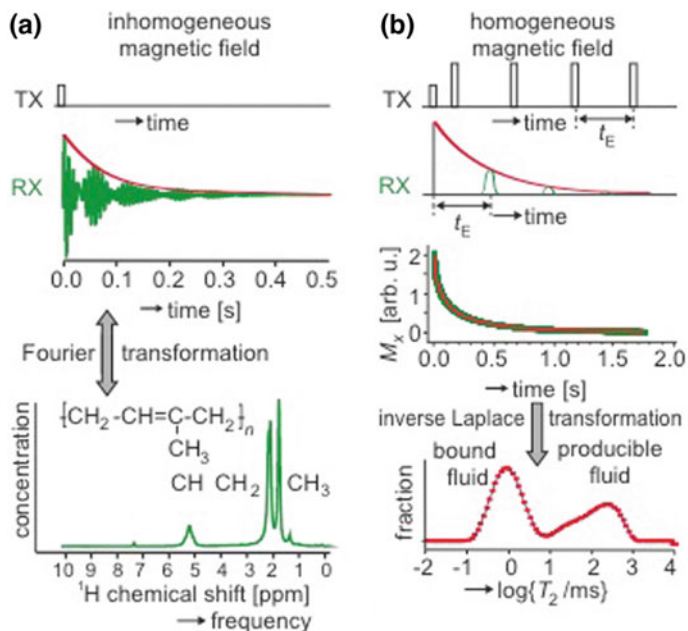 (a)
inhomogeneous
magnetic field
TX
→ time
RX
0.0 0.1 0.2 0.3 0.4 0.5
→ time [s]
Fourier transformation
concentration
-[CH₂-CH=C-CH₂]ₙ
CH₃
CH CH₂ CH₃
10 9 8 7 6 5 4 3 2 1 0
¹H chemical shift [ppm]
→ frequency
(b)
homogeneous
magnetic field
TX
→ time
tE
RX
tE
→ time
Mx [arb. u.]
2
1
0
0.0 0.5 1.0 1.5 2.0
→ time [s]
inverse Laplace transformation
bound fluid
producible fluid
fraction
-2 -1 0 1 2 3 4
→ log{T₂/ms}